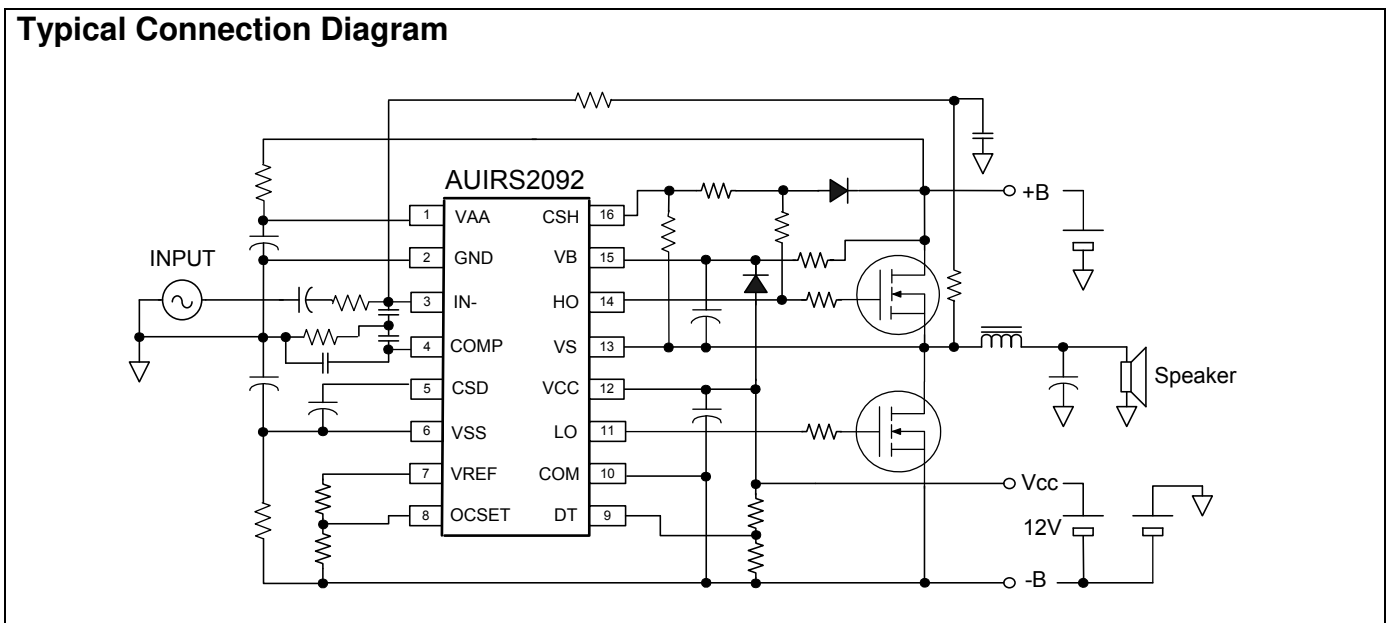 Typical Connection Diagram
AUIRS2092
INPUT
1 VAA
2 GND
3 IN-
4 COMP
5 CSD
6 VSS
7 VREF
8 OCSET
CSH 16
VB 15
HO 14
VS 13
VCC 12
LO 11
COM 10
DT 9
+B
Speaker
Vcc
12V
-B